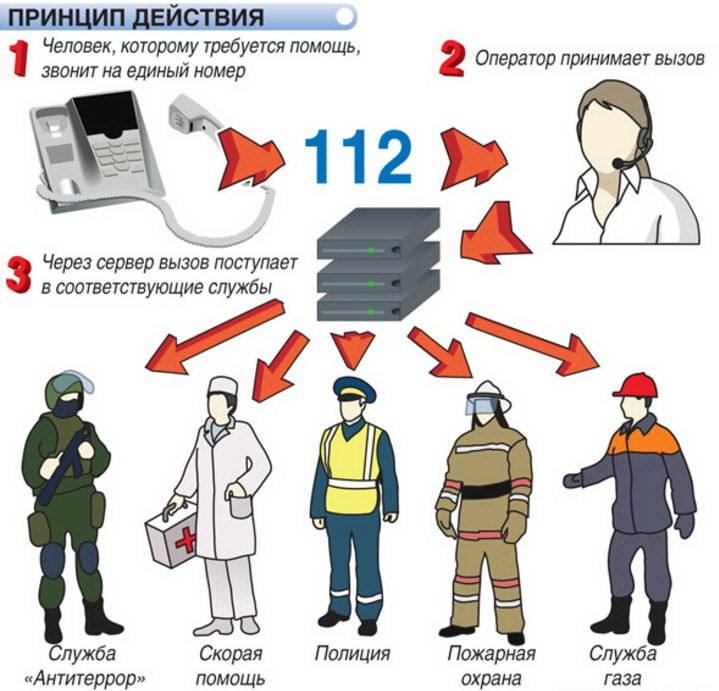 ПРИНЦИП ДЕЙСТВИЯ
1 Человек, которому требуется помощь,
звонит на единый номер
2 Оператор принимает вызов
112
3 Через сервер вызов поступает
в соответствующие службы
Служба
«Антитеррор»
Скорая
помощь
Полиция
Пожарная
охрана
Служба
газа